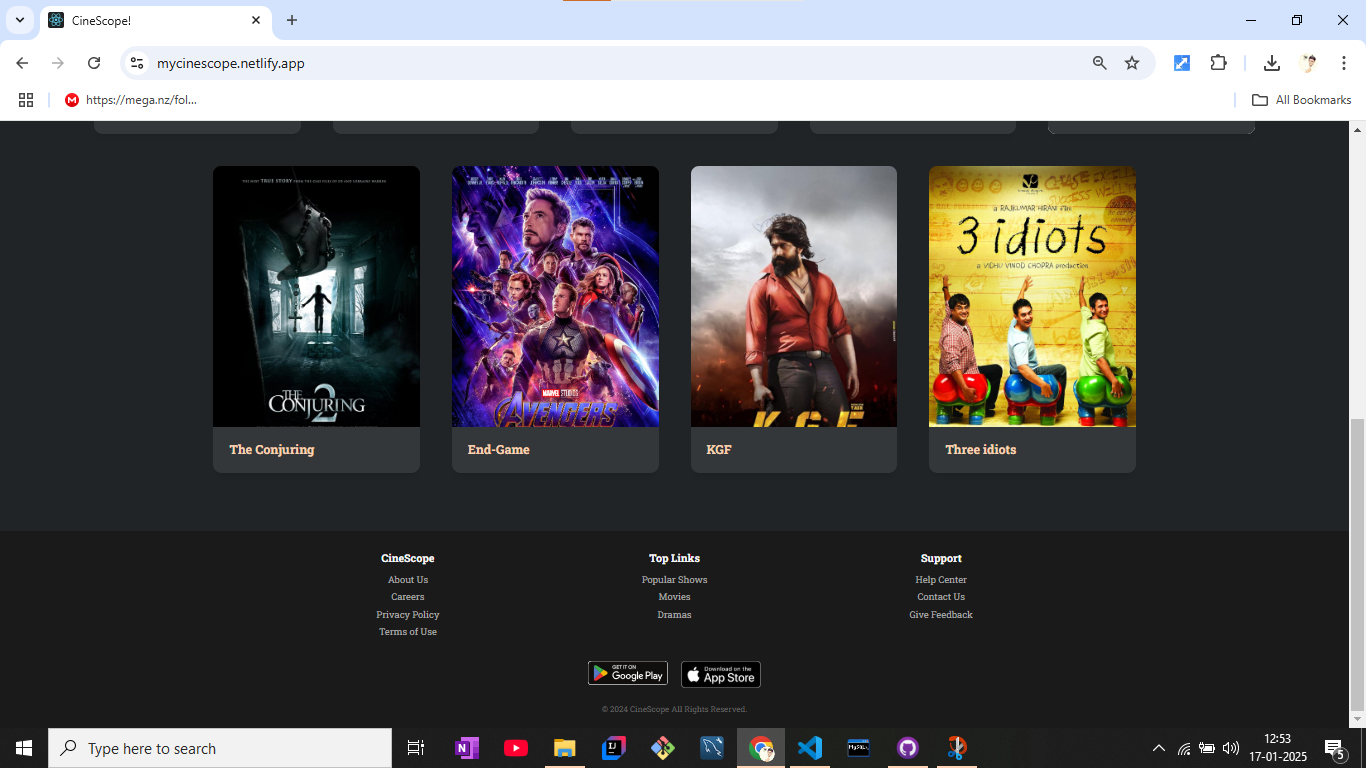 CineScope!
mycinescope.netlify.app
https://mega.nz/fol...
All Bookmarks
THE CONJURING 2
The Conjuring
MARVEL STUDIOS
AVENGERS
End-Game
KGF
KGF
a RAJKUMAR HIRANI film
3 idiots
a VIDHU VINOD CHOPRA production
Three idiots
CineScope
About Us
Careers
Privacy Policy
Terms of Use
Top Links
Popular Shows
Movies
Dramas
Support
Help Center
Contact Us
Give Feedback
GET IT ON
Google Play
Download on the
App Store
© 2024 CineScope All Rights Reserved.
Type here to search
MySQL
12:53
17-01-2025
5